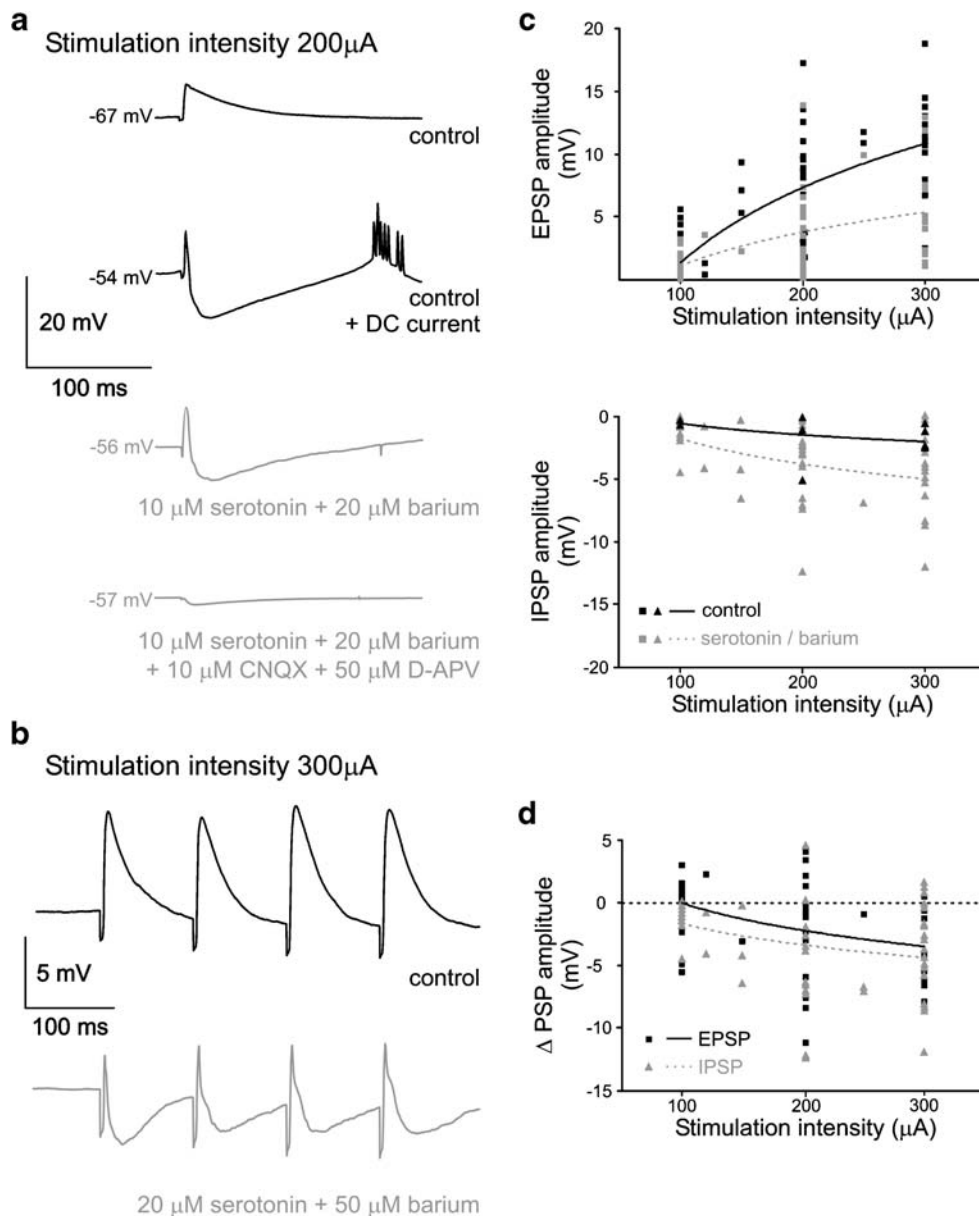 a
Stimulation intensity 200μA
-67 mV
control
-54 mV
control
+ DC current
20 mV
100 ms
-56 mV
10 μM serotonin + 20 μM barium
-57 mV
10 μM serotonin + 20 μM barium
+ 10 μM CNQX + 50 μM D-APV
b
Stimulation intensity 300μA
control
5 mV
100 ms
20 μM serotonin + 50 μM barium
c
20
15
10
5
EPSP amplitude
(mV)
100 200 300
Stimulation intensity (μA)
0
-5
-10
-15
-20
IPSP amplitude
(mV)
control
serotonin / barium
100 200 300
Stimulation intensity (μA)
d
5
0
-5
-10
-15
Δ PSP amplitude
(mV)
EPSP
IPSP
100 200 300
Stimulation intensity (μA)